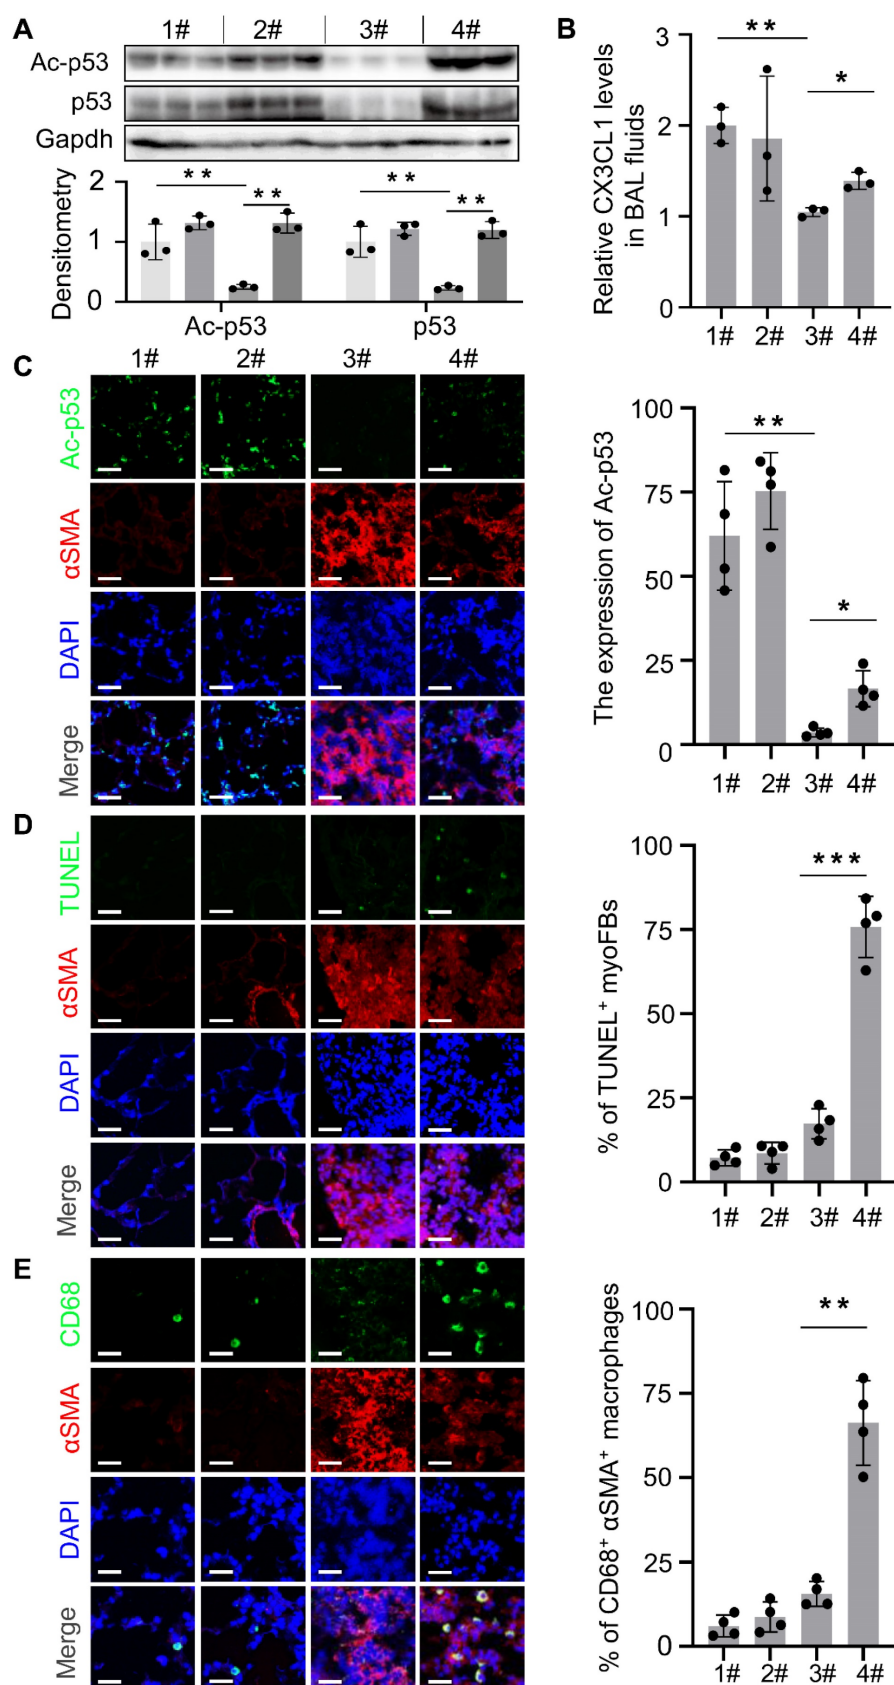 A
1# 2# 3# 4#
Ac-p53
p53
Gapdh
Densitometry
2
1
0
** ** ** **
Ac-p53 p53
B
Relative CX3CL1 levels
in BAL fluids
3
2
1
0
** *
1# 2# 3# 4#
C
1# 2# 3# 4#
Ac-p53
αSMA
DAPI
Merge
The expression of Ac-p53
100
75
50
25
0
** *
1# 2# 3# 4#
D
TUNEL
αSMA
DAPI
Merge
% of TUNEL⁺ myoFBs
100
75
50
25
0
***
1# 2# 3# 4#
E
CD68
αSMA
DAPI
Merge
% of CD68⁺ αSMA⁺ macrophages
100
75
50
25
0
**
1# 2# 3# 4#